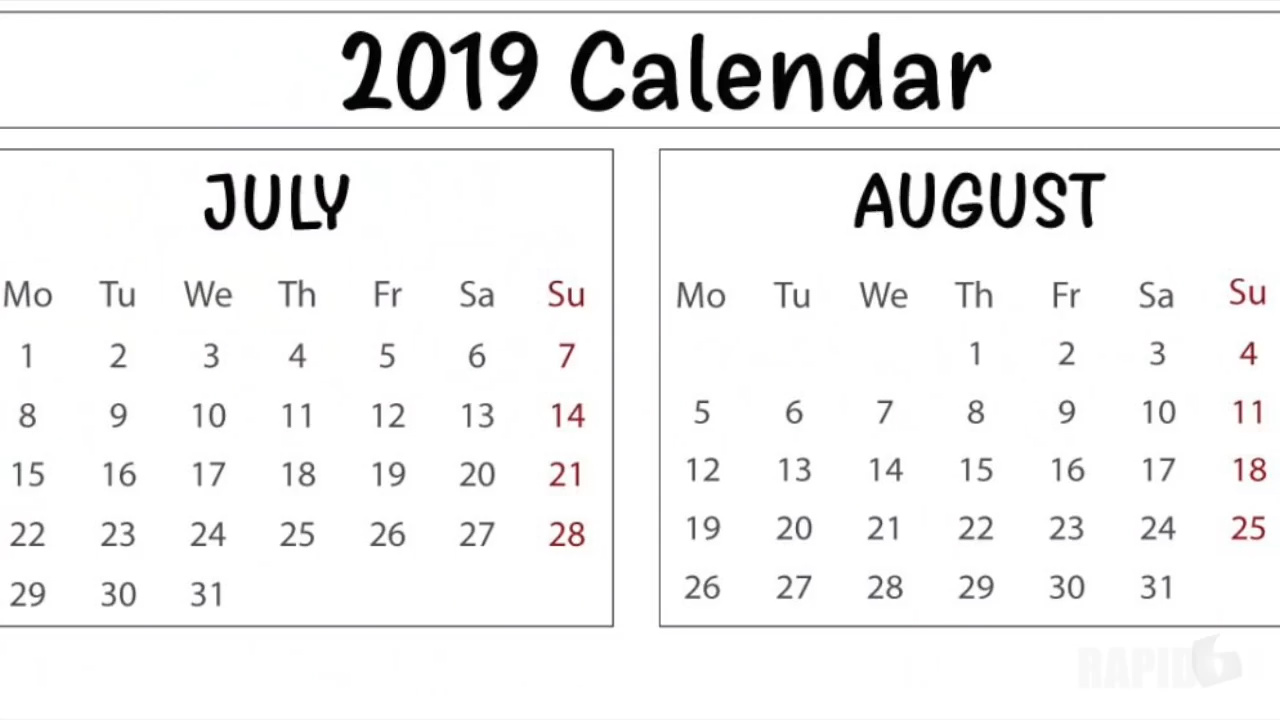 2019 Calendar
JULY
Mo Tu We Th Fr Sa Su
1 2 3 4 5 6 7
8 9 10 11 12 13 14
15 16 17 18 19 20 21
22 23 24 25 26 27 28
29 30 31
AUGUST
Mo Tu We Th Fr Sa Su
1 2 3 4
5 6 7 8 9 10 11
12 13 14 15 16 17 18
19 20 21 22 23 24 25
26 27 28 29 30 31
RAPID6